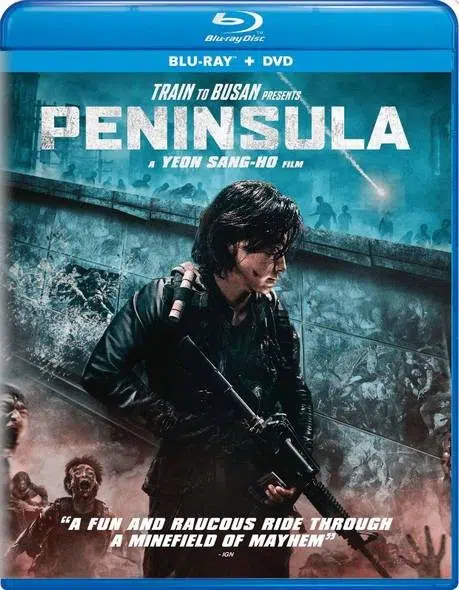 Blu-ray Disc
BLU-RAY™ + DVD
TRAIN TO BUSAN PRESENTS
PENINSULA
A YEON SANG-HO FILM
"A FUN AND RAUCOUS RIDE THROUGH
A MINEFIELD OF MAYHEM"
- IGN